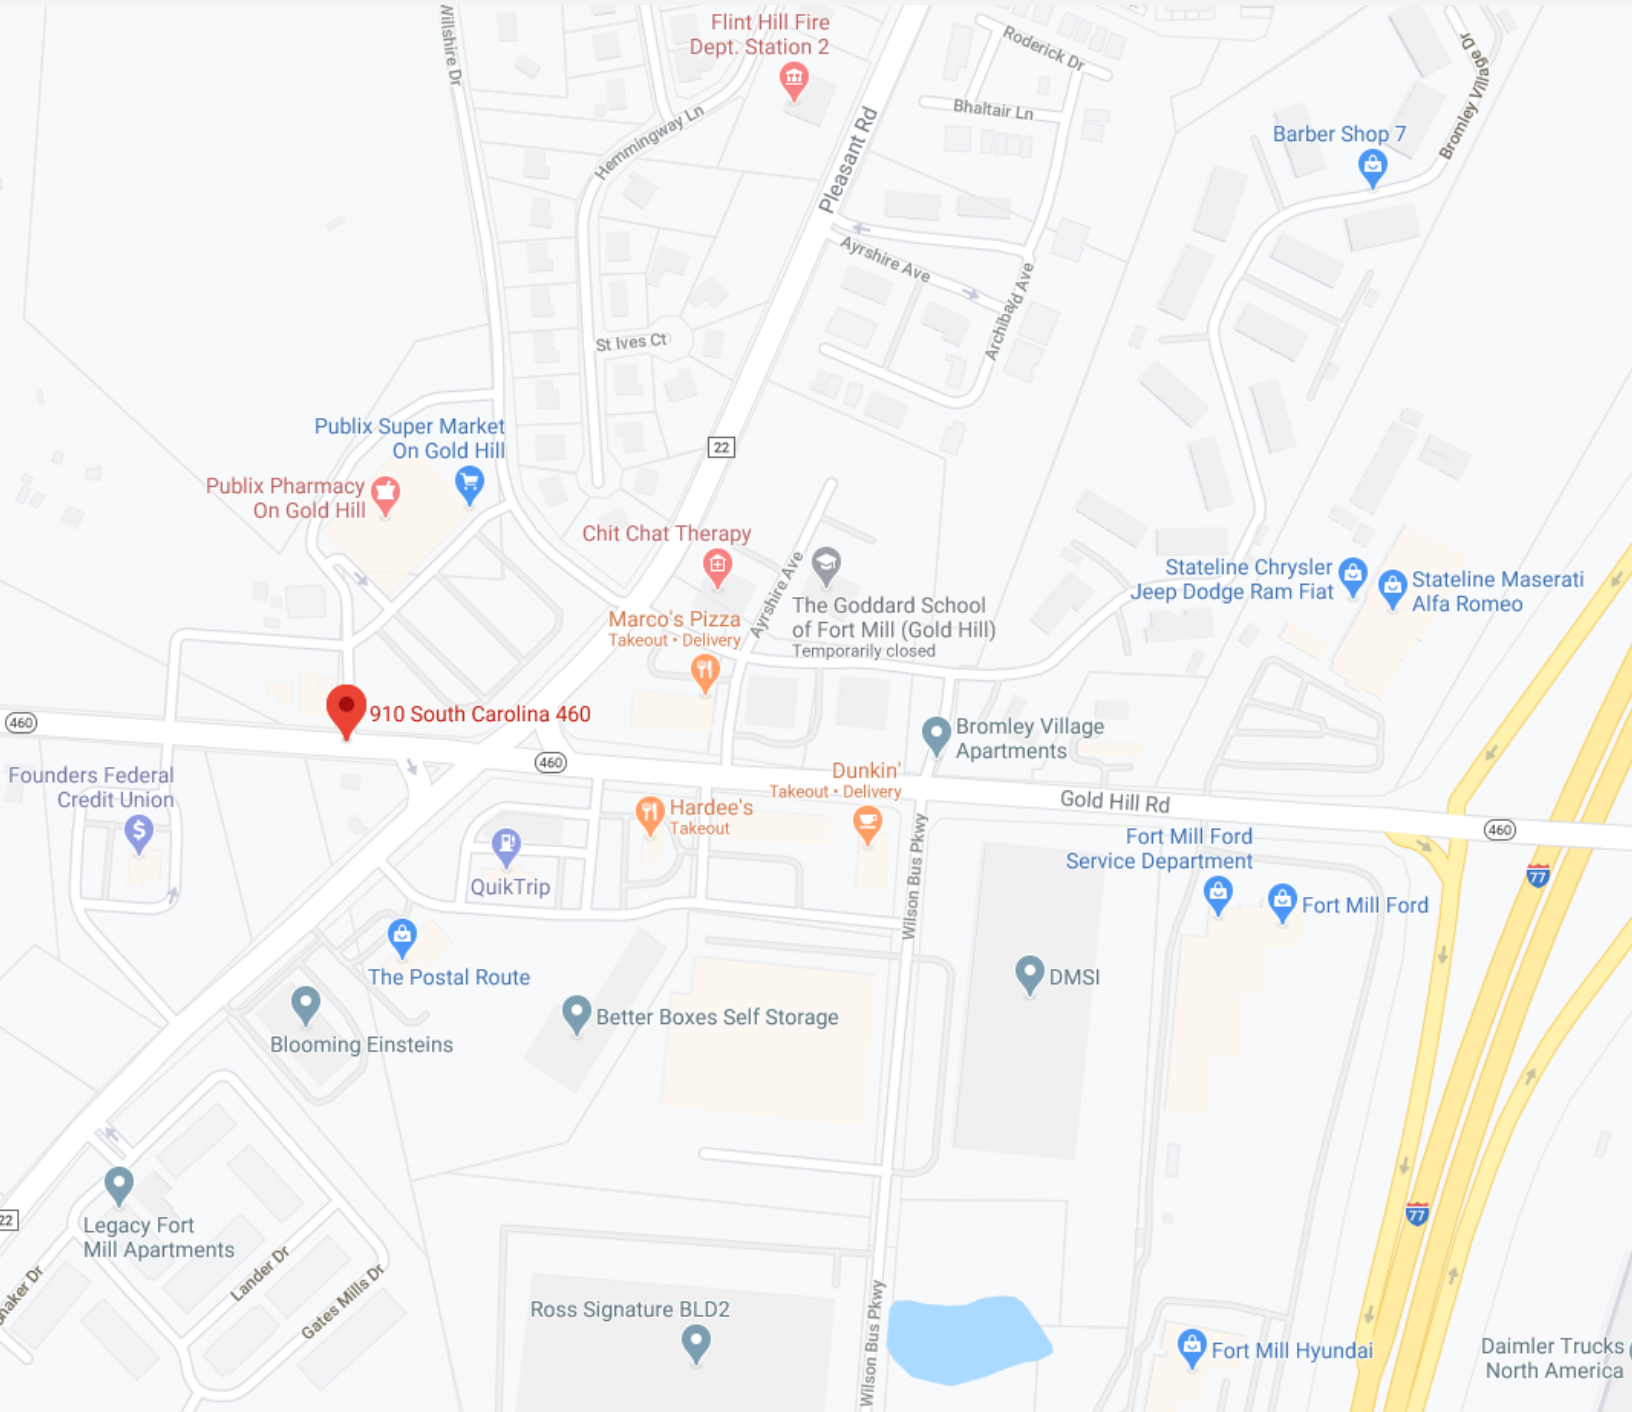 Willshire Dr
Flint Hill Fire
Dept. Station 2
Roderick Dr
Bhaltair Ln
Bromley Village Dr
Hemmingway Ln
Pleasant Rd
Barber Shop 7
Ayrshire Ave
Archibald Ave
St Ives Ct
Publix Super Market
On Gold Hill
22
Publix Pharmacy
On Gold Hill
Chit Chat Therapy
Ayrshire Ave
The Goddard School
of Fort Mill (Gold Hill)
Temporarily closed
Stateline Chrysler
Jeep Dodge Ram Fiat
Stateline Maserati
Alfa Romeo
Marco's Pizza
Takeout • Delivery
460
910 South Carolina 460
460
Bromley Village
Apartments
Founders Federal
Credit Union
Dunkin'
Takeout • Delivery
Gold Hill Rd
460
Hardee's
Takeout
QuikTrip
Wilson Bus Pkwy
Fort Mill Ford
Service Department
77
Fort Mill Ford
The Postal Route
DMSI
Better Boxes Self Storage
Blooming Einsteins
Legacy Fort
Mill Apartments
22
77
Lander Dr
Gates Mills Dr
Ross Signature BLD2
Wilson Bus Pkwy
Fort Mill Hyundai
Daimler Trucks
North America